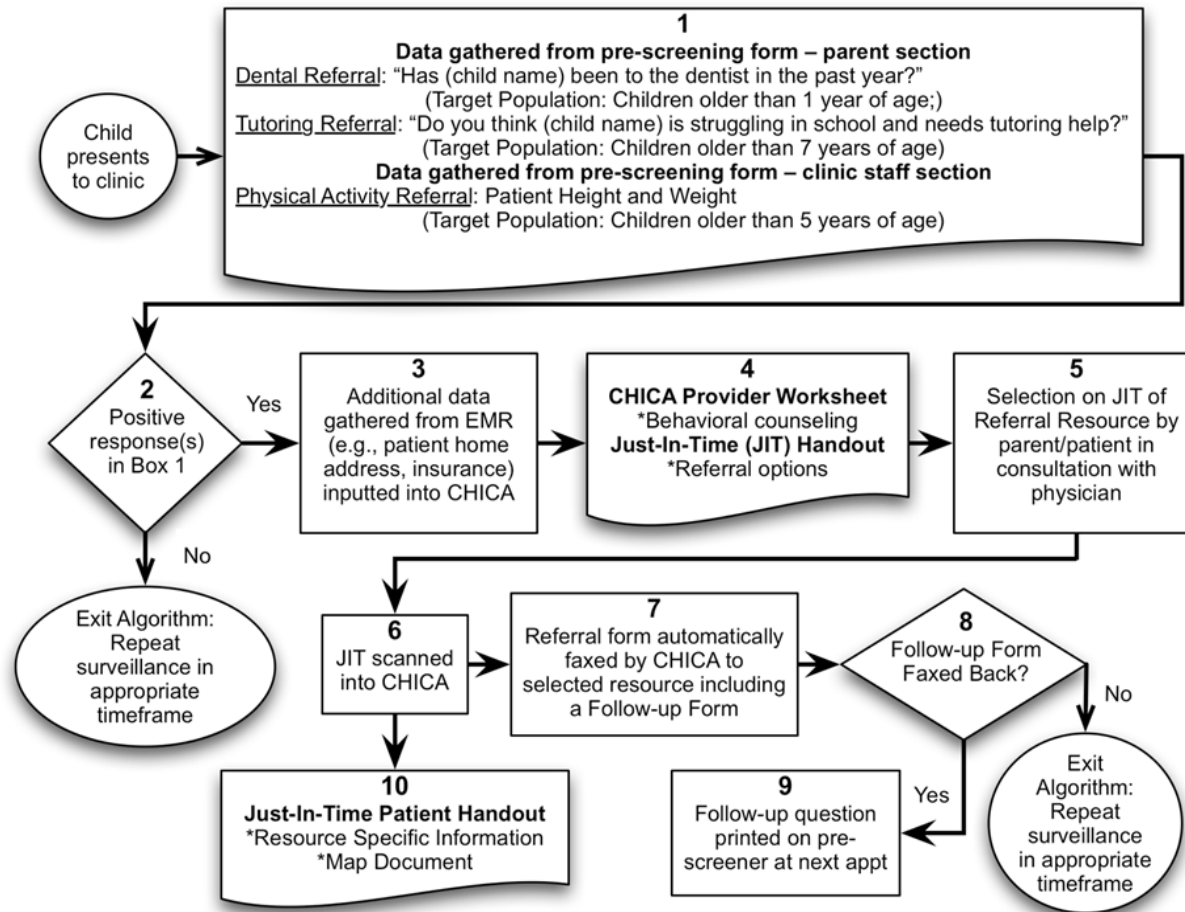 1
Data gathered from pre-screening form – parent section
Dental Referral: “Has (child name) been to the dentist in the past year?”
(Target Population: Children older than 1 year of age;)
Tutoring Referral: “Do you think (child name) is struggling in school and needs tutoring help?”
(Target Population: Children older than 7 years of age)
Data gathered from pre-screening form – clinic staff section
Physical Activity Referral: Patient Height and Weight
(Target Population: Children older than 5 years of age)
Child
presents
to clinic
2
Positive
response(s)
in Box 1
Yes
No
Exit Algorithm:
Repeat
surveillance in
appropriate
timeframe
3
Additional data
gathered from EMR
(e.g., patient home
address, insurance)
inputted into CHICA
4
CHICA Provider Worksheet
*Behavioral counseling
Just-In-Time (JIT) Handout
*Referral options
5
Selection on JIT of
Referral Resource by
parent/patient in
consultation with
physician
6
JIT scanned
into CHICA
7
Referral form automatically
faxed by CHICA to
selected resource including
a Follow-up Form
8
Follow-up Form
Faxed Back?
No
Exit
Algorithm:
Repeat
surveillance
in appropriate
timeframe
Yes
9
Follow-up question
printed on pre-
screener at next appt
10
Just-In-Time Patient Handout
*Resource Specific Information
*Map Document